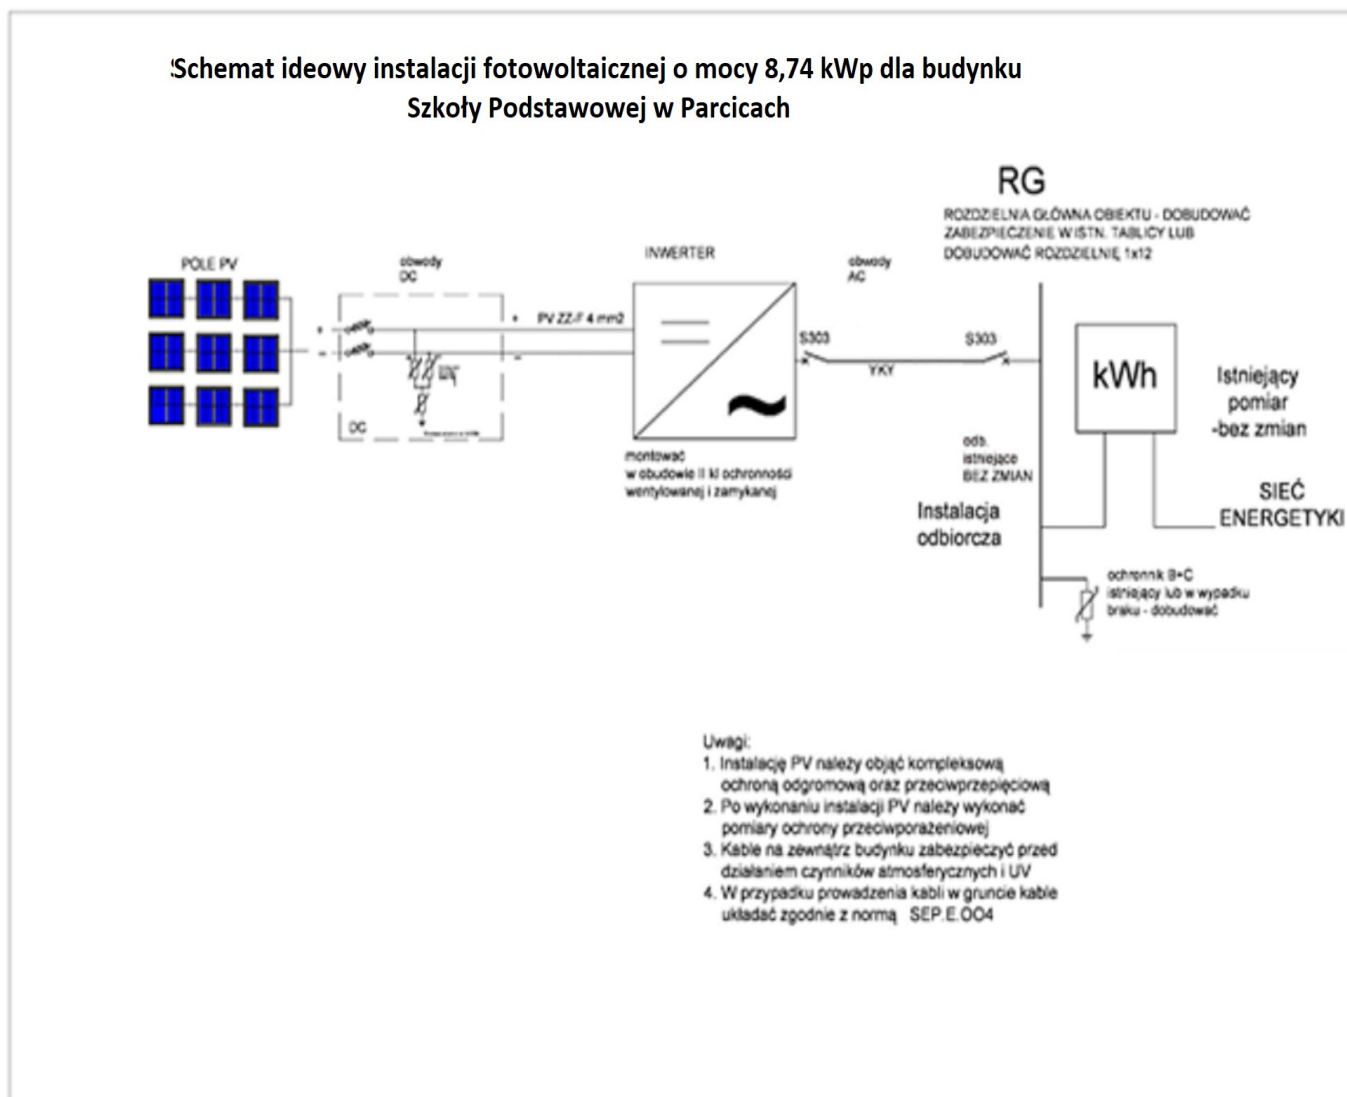 Schemat ideowy instalacji fotowoltaicznej o mocy 8,74 kWp dla budynku
Szkoły Podstawowej w Parcicach
RG
ROZDZIELNIA GŁÓWNA OBIEKTU - DOBUDOWAĆ
ZABEZPIECZENIE W ISTN. TABLICY LUB
DOBUDOWAĆ ROZDZIELNIĘ 1x12
POLE PV
obwody
DC
INWERTER
obwody
AC
+
+
PV ZZ-F 4 mm2
-
-
DC
S303
S303
YKY
kWh
Istniejący
pomiar
-bez zmian
montować
w obudowie II kl ochronności
wentylowanej i zamykanej
odb.
istniejące
BEZ ZMIAN
Instalacja
odbiorcza
SIEĆ
ENERGETYKI
ochronnik B+C
istniejący lub w wypadku
braku - dobudować
Uwagi:
1. Instalację PV należy objąć kompleksową
ochroną odgromową oraz przeciwprzepięciową
2. Po wykonaniu instalacji PV należy wykonać
pomiary ochrony przeciwporażeniowej
3. Kable na zewnątrz budynku zabezpieczyć przed
działaniem czynników atmosferycznych i UV
4. W przypadku prowadzenia kabli w gruncie kable
układać zgodnie z normą SEP.E.OO4